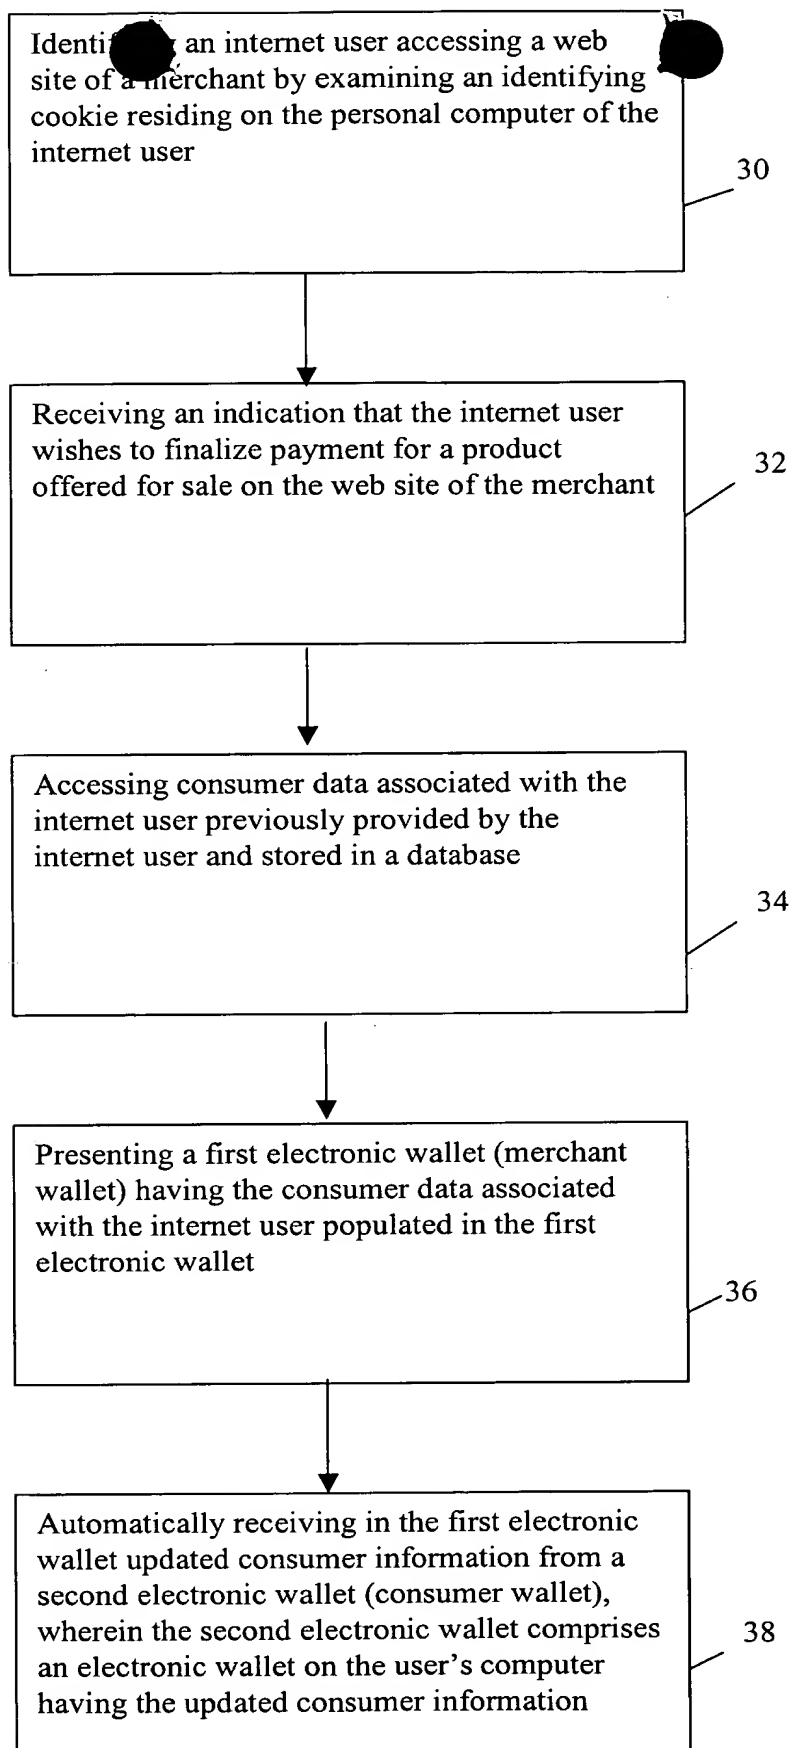 Identi an internet user accessing a web
site of a merchant by examining an identifying
cookie residing on the personal computer of the
internet user
30
Receiving an indication that the internet user
wishes to finalize payment for a product
offered for sale on the web site of the merchant
32
Accessing consumer data associated with the
internet user previously provided by the
internet user and stored in a database
34
Presenting a first electronic wallet (merchant
wallet) having the consumer data associated
with the internet user populated in the first
electronic wallet
36
Automatically receiving in the first electronic
wallet updated consumer information from a
second electronic wallet (consumer wallet),
wherein the second electronic wallet comprises
an electronic wallet on the user's computer
having the updated consumer information
38